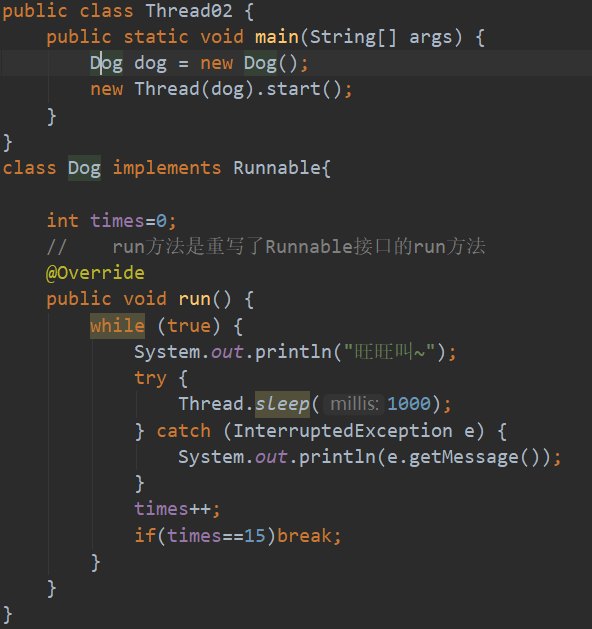 public class Thread02 {
    public static void main(String[] args) {
        Dog dog = new Dog();
        new Thread(dog).start();
    }
}
class Dog implements Runnable{

    int times=0;
    //    run方法是重写了Runnable接口的run方法
    @Override
    public void run() {
        while (true) {
            System.out.println("旺旺叫~");
            try {
                Thread.sleep( millis: 1000);
            } catch (InterruptedException e) {
                System.out.println(e.getMessage());
            }
            times++;
            if(times==15)break;
        }
    }
}